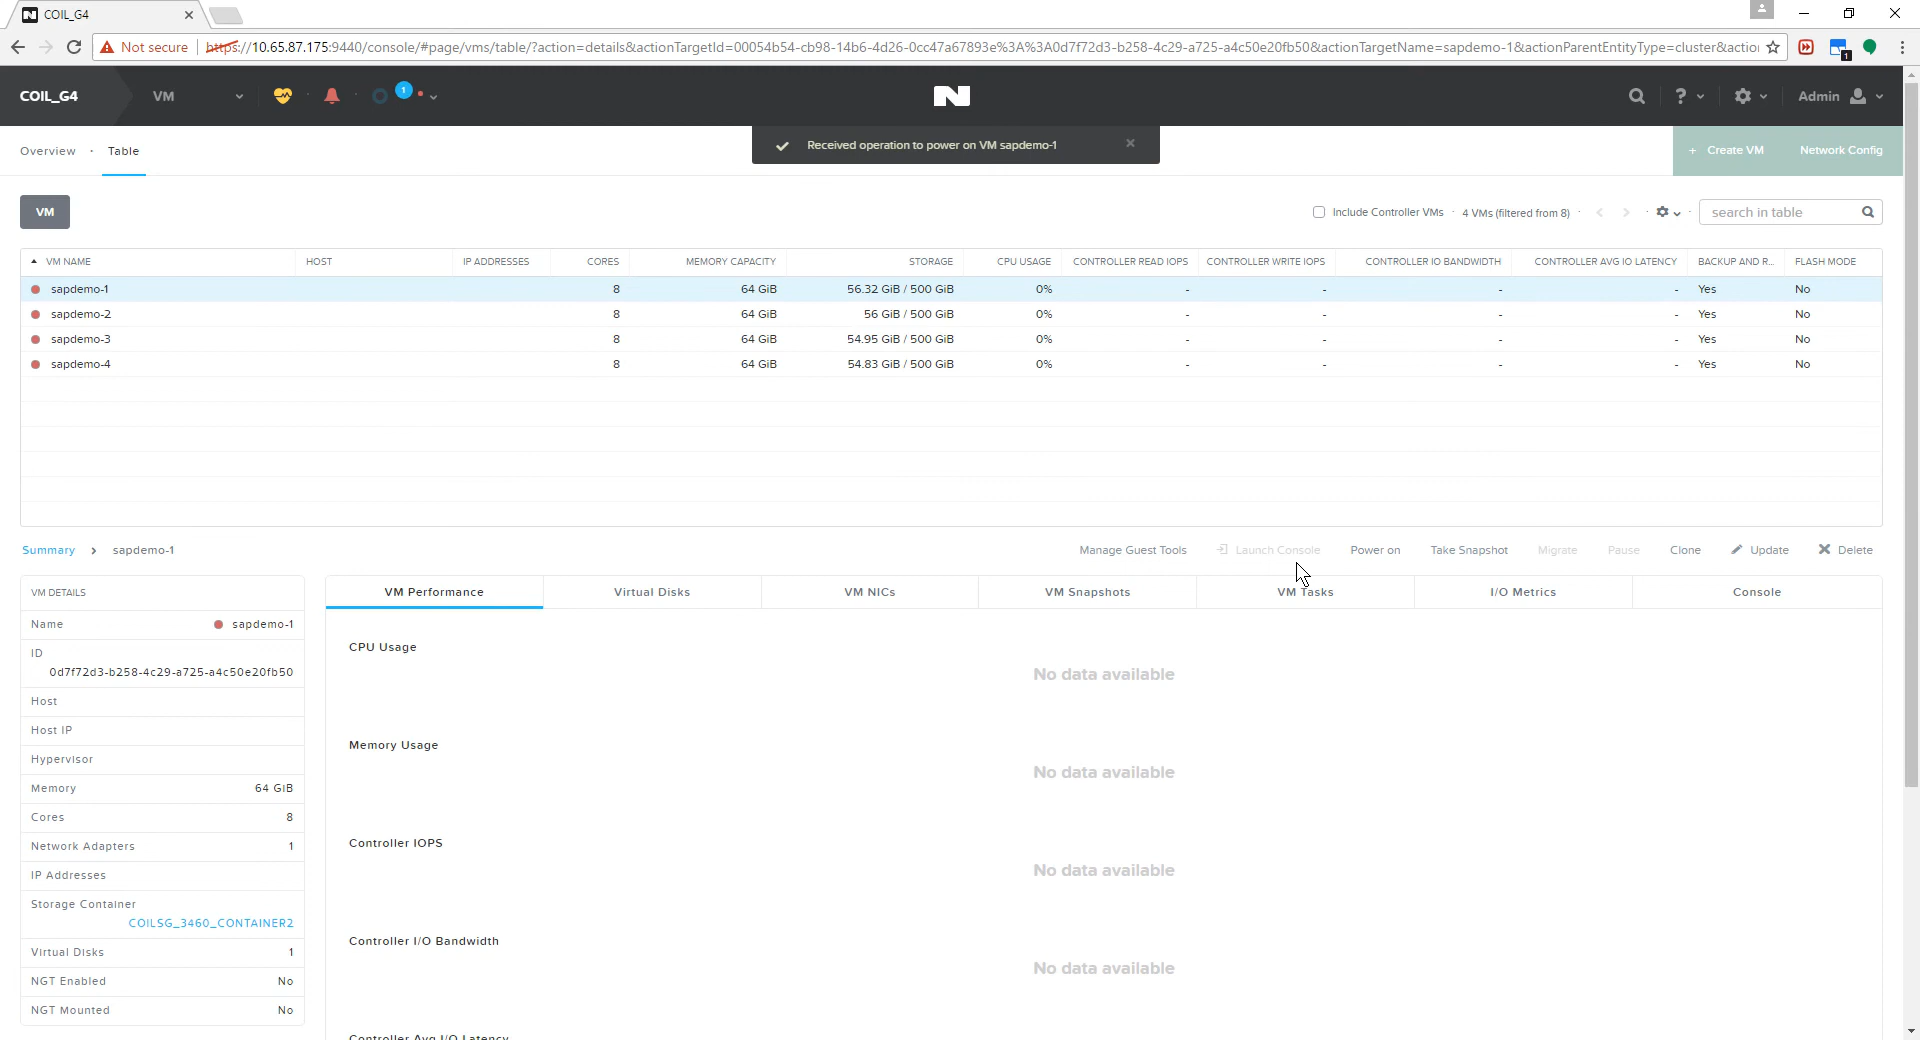 COIL_G4
Not secure https://10.65.87.175:9440/console/#page/vms/table/?action=details&actionTargetId=00054b54-cb98-14b6-4d26-0cc47a67893e%3A%3A0d7f72d3-b258-4c29-a725-a4c50e20fb50&actionTargetName=sapdemo-1&actionParentEntityType=cluster&actio
1
COIL_G4 VM 1 ? Admin
Received operation to power on VM sapdemo-1
Overview · Table + Create VM Network Config
VM Include Controller VMs · 4 VMs (filtered from 8) · search in table
VM NAME HOST IP ADDRESSES CORES MEMORY CAPACITY STORAGE CPU USAGE CONTROLLER READ IOPS CONTROLLER WRITE IOPS CONTROLLER IO BANDWIDTH CONTROLLER AVG IO LATENCY BACKUP AND R... FLASH MODE
sapdemo-1 8 64 GiB 56.32 GiB / 500 GiB 0% - - - - Yes No
sapdemo-2 8 64 GiB 56 GiB / 500 GiB 0% - - - - Yes No
sapdemo-3 8 64 GiB 54.95 GiB / 500 GiB 0% - - - - Yes No
sapdemo-4 8 64 GiB 54.83 GiB / 500 GiB 0% - - - - Yes No
Summary > sapdemo-1 Manage Guest Tools Launch Console Power on Take Snapshot Migrate Pause Clone Update Delete
VM DETAILS
Name sapdemo-1
ID
0d7f72d3-b258-4c29-a725-a4c50e20fb50
Host
Host IP
Hypervisor
Memory 64 GiB
Cores 8
Network Adapters 1
IP Addresses
Storage Container
COILSG_3460_CONTAINER2
Virtual Disks 1
NGT Enabled No
NGT Mounted No
VM Performance Virtual Disks VM NICs VM Snapshots VM Tasks I/O Metrics Console
CPU Usage
No data available
Memory Usage
No data available
Controller IOPS
No data available
Controller I/O Bandwidth
No data available
Controller Avg I/O Latency